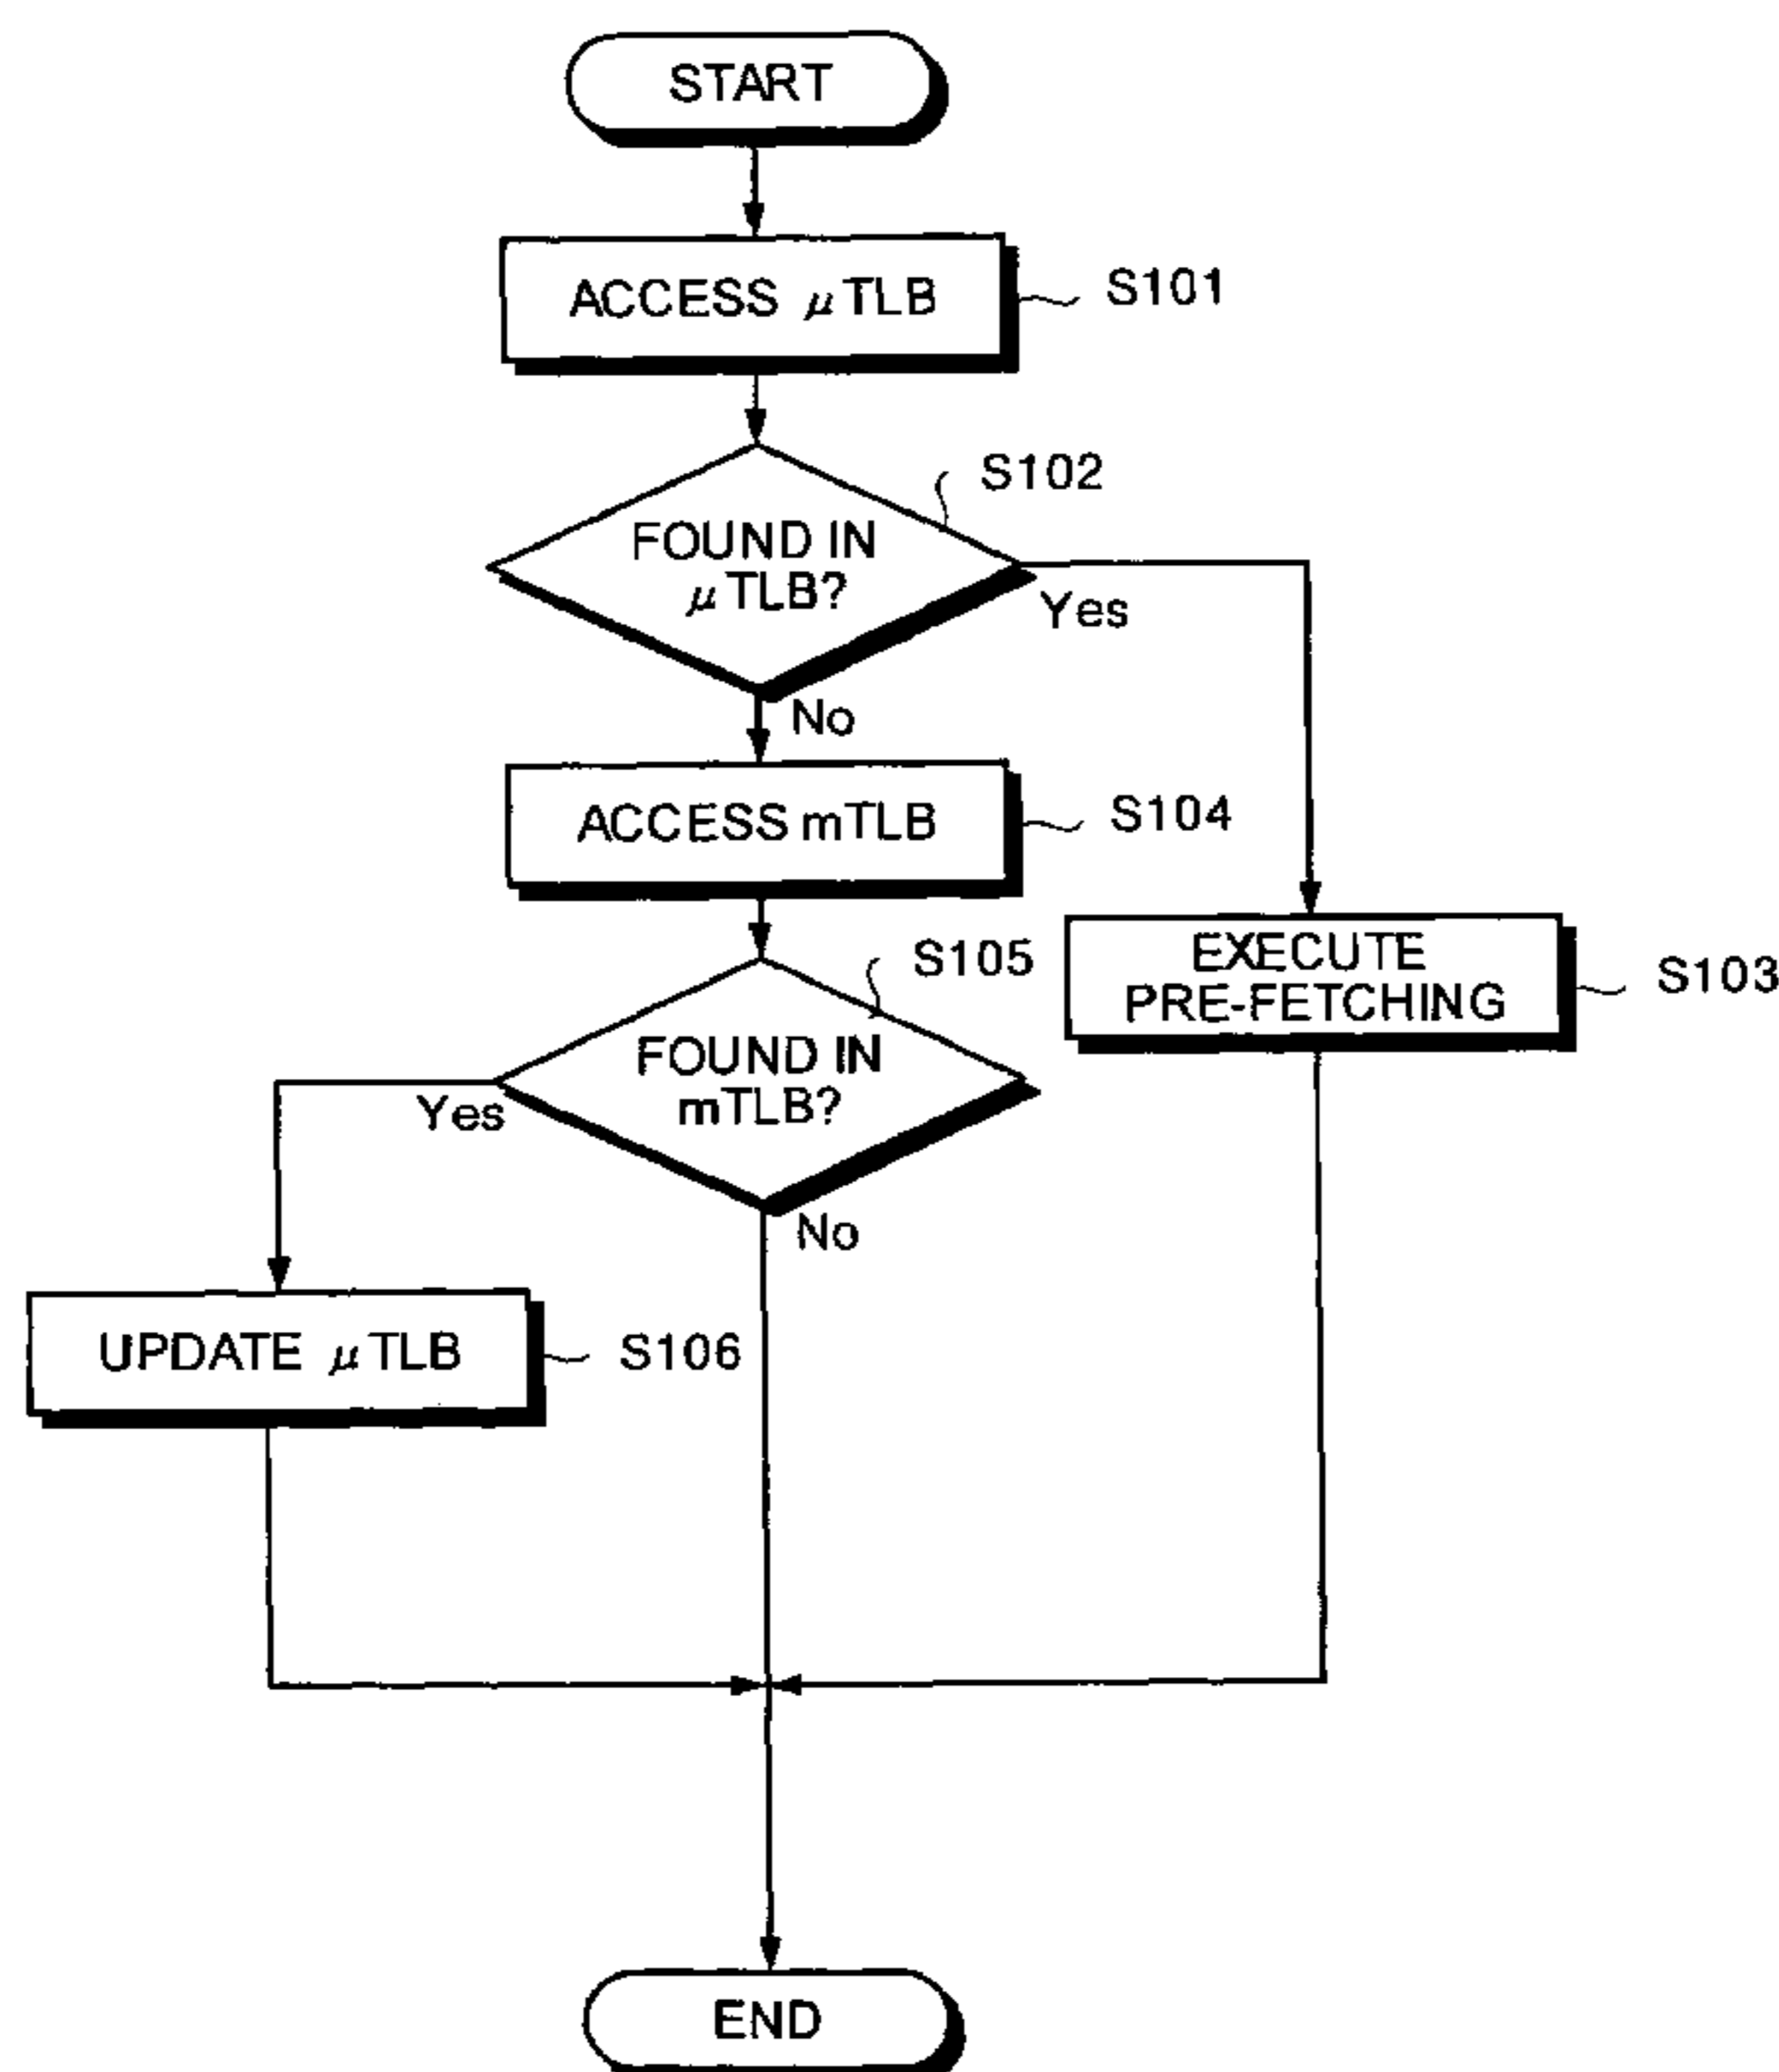 START
ACCESS μTLB
S101
S102
FOUND IN
μTLB?
Yes
No
ACCESS mTLB
S104
S105
EXECUTE
PRE-FETCHING
S103
FOUND IN
mTLB?
Yes
No
UPDATE μTLB
S106
END